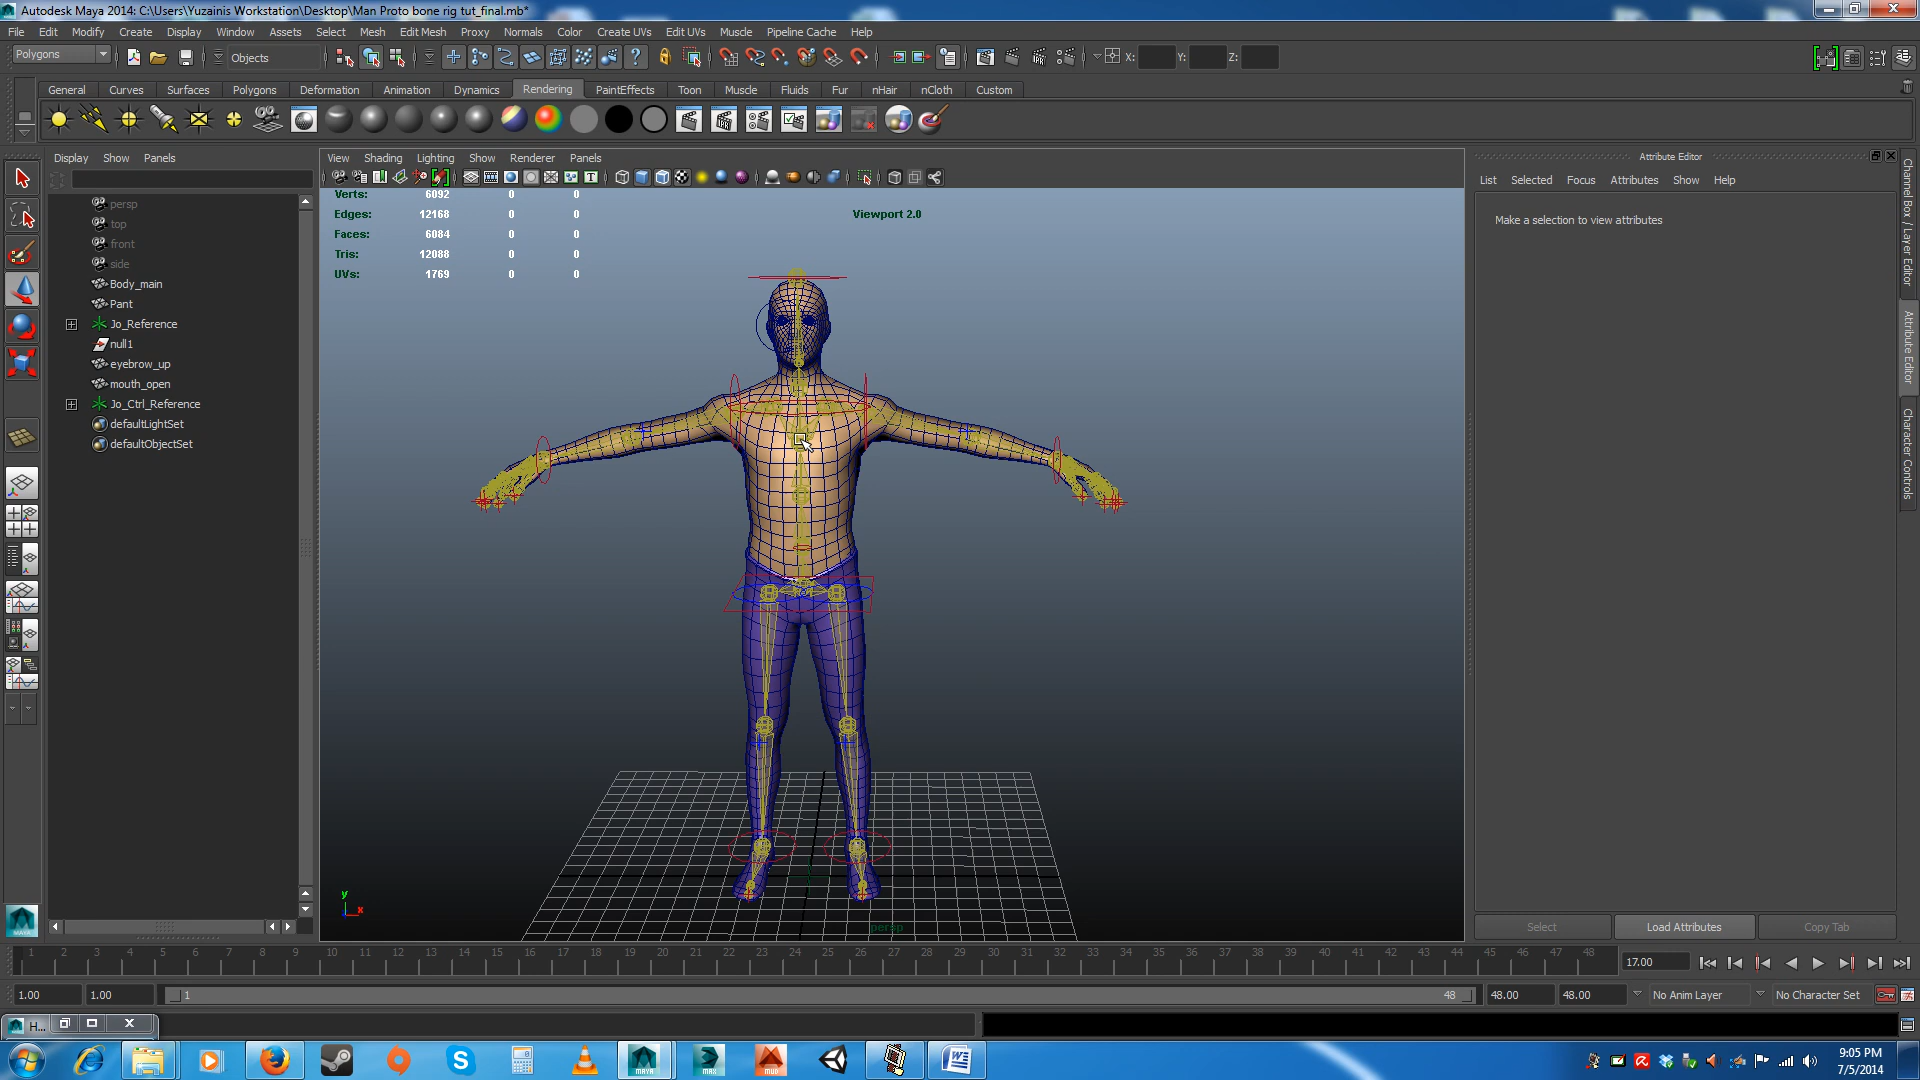 Autodesk Maya 2014: C:\Users\Yuzainis Workstation\Desktop\Man Proto bone rig tut_final.mb*
File Edit Modify Create Display Window Assets Select Mesh Edit Mesh Proxy Normals Color Create UVs Edit UVs Muscle Pipeline Cache Help
Polygons Objects X: Y: Z:
General Curves Surfaces Polygons Deformation Animation Dynamics Rendering PaintEffects Toon Muscle Fluids Fur nHair nCloth Custom
Display Show Panels
View Shading Lighting Show Renderer Panels
Attribute Editor
List Selected Focus Attributes Show Help
Make a selection to view attributes
persp
top
front
side
Body_main
Pant
Jo_Reference
null1
eyebrow_up
mouth_open
Jo_Ctrl_Reference
defaultLightSet
defaultObjectSet
Verts: 6092 0 0
Edges: 12168 0 0
Faces: 6084 0 0
Tris: 12088 0 0
UVs: 1769 0 0
Viewport 2.0
y
x
persp
Channel Box / Layer Editor
Attribute Editor
Character Controls
Select Load Attributes Copy Tab
1 2 3 4 5 6 7 8 9 10 11 12 13 14 15 16 17 18 19 20 21 22 23 24 25 26 27 28 29 30 31 32 33 34 35 36 37 38 39 40 41 42 43 44 45 46 47 48
17.00
1.00 1.00 1 48 48.00 48.00 No Anim Layer No Character Set
H...
MAYA MAX MUD
9:05 PM
7/5/2014